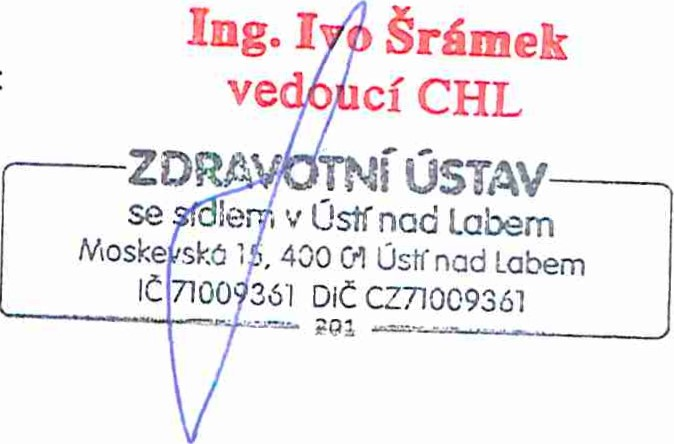 Ing. Ivo Šrámek
vedoucí CHL
ZDRAVOTNÍ ÚSTAV
se sídlem v Ústí nad Labem
Moskevská 15, 400 01 Ústí nad Labem
IČ 71009361 DIČ CZ71009361
201